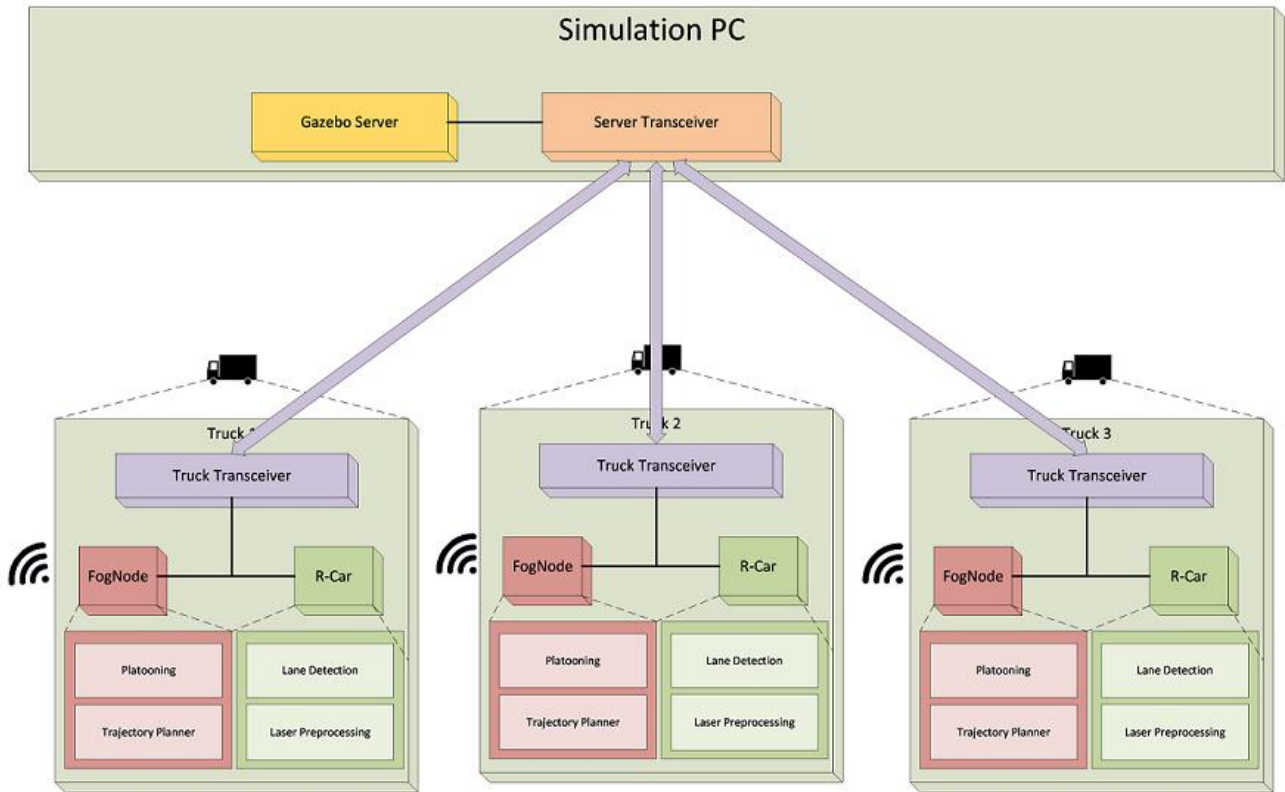 Simulation PC
Gazebo Server
Server Transceiver
Truck 1
Truck Transceiver
FogNode
R-Car
Platooning
Lane Detection
Trajectory Planner
Laser Preprocessing
Truck 2
Truck Transceiver
FogNode
R-Car
Platooning
Lane Detection
Trajectory Planner
Laser Preprocessing
Truck 3
Truck Transceiver
FogNode
R-Car
Platooning
Lane Detection
Trajectory Planner
Laser Preprocessing